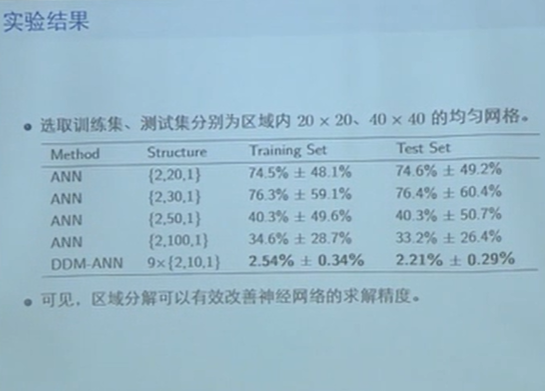 实验结果
• 选取训练集、测试集分别为区域内 20 × 20、40 × 40 的均匀网格。
Method Structure Training Set Test Set
ANN {2,20,1} 74.5% ± 48.1% 74.6% ± 49.2%
ANN {2,30,1} 76.3% ± 59.1% 76.4% ± 60.4%
ANN {2,50,1} 40.3% ± 49.6% 40.3% ± 50.7%
ANN {2,100,1} 34.6% ± 28.7% 33.2% ± 26.4%
DDM-ANN 9×{2,10,1} 2.54% ± 0.34% 2.21% ± 0.29%
• 可见，区域分解可以有效改善神经网络的求解精度。